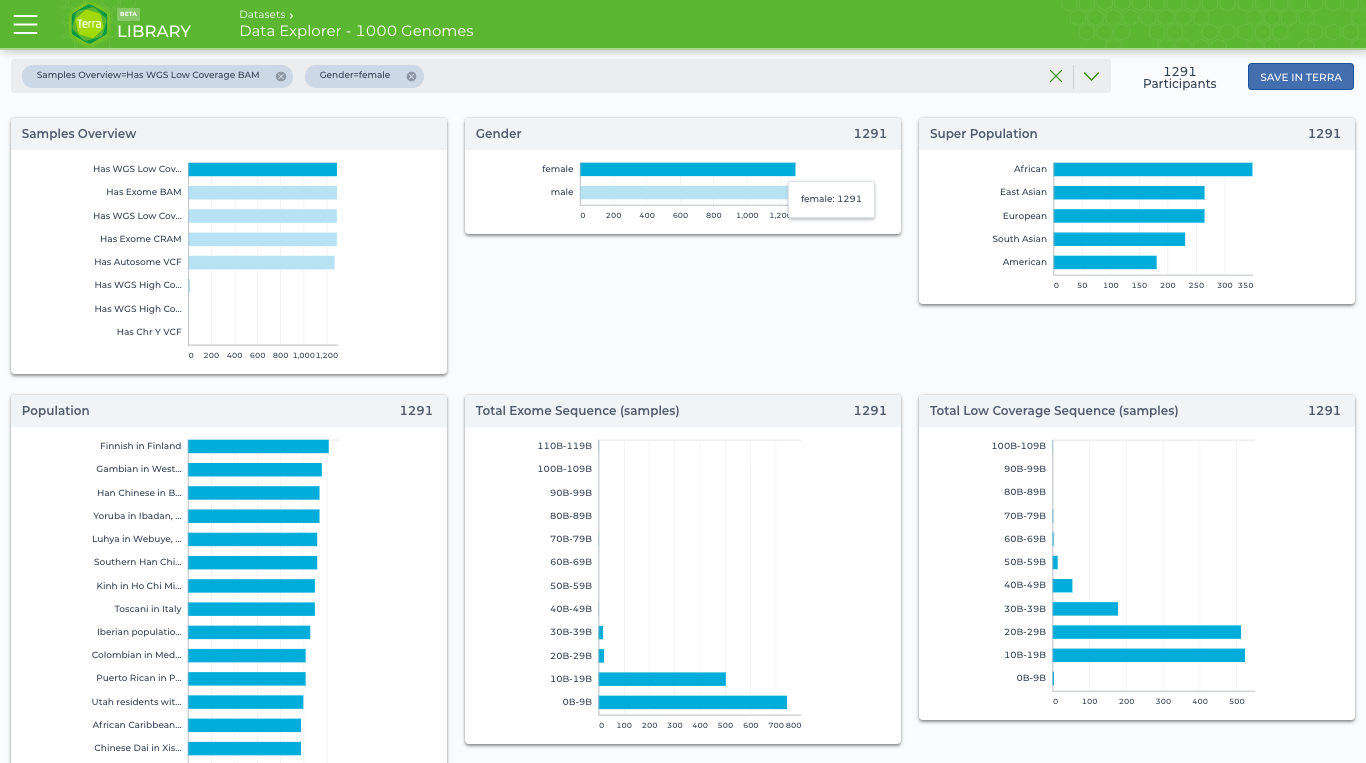 Terra
BETA
LIBRARY
Datasets ›
Data Explorer - 1000 Genomes
Samples Overview=Has WGS Low Coverage BAM
Gender=female
1291
Participants
SAVE IN TERRA
Samples Overview
Has WGS Low Cov...
Has Exome BAM
Has WGS Low Cov...
Has Exome CRAM
Has Autosome VCF
Has WGS High Co...
Has WGS High Co...
Has Chr Y VCF
0 200 400 600 800 1,000 1,200
Gender 1291
female
male
female: 1291
0 200 400 600 800 1,000 1,20
Super Population 1291
African
East Asian
European
South Asian
American
0 50 100 150 200 250 300 350
Population 1291
Finnish in Finland
Gambian in West...
Han Chinese in B...
Yoruba in Ibadan, ...
Luhya in Webuye, ...
Southern Han Chi...
Kinh in Ho Chi Mi...
Toscani in Italy
Iberian populatio...
Colombian in Med...
Puerto Rican in P...
Utah residents wit...
African Caribbean...
Chinese Dai in Xis...
Total Exome Sequence (samples) 1291
110B-119B
100B-109B
90B-99B
80B-89B
70B-79B
60B-69B
50B-59B
40B-49B
30B-39B
20B-29B
10B-19B
0B-9B
0 100 200 300 400 500 600 700 800
Total Low Coverage Sequence (samples) 1291
100B-109B
90B-99B
80B-89B
70B-79B
60B-69B
50B-59B
40B-49B
30B-39B
20B-29B
10B-19B
0B-9B
0 100 200 300 400 500